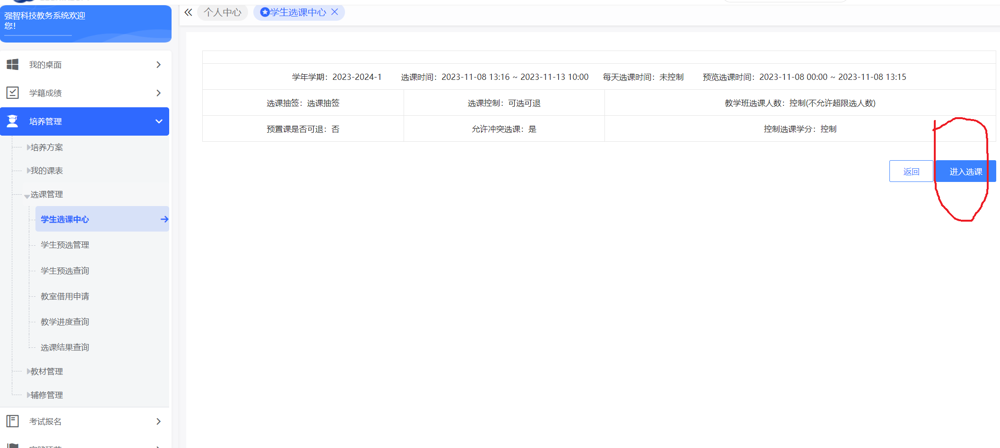 强智科技教务系统欢迎
您!
个人中心
学生选课中心
我的桌面
学籍成绩
培养管理
培养方案
我的课表
选课管理
学生选课中心
学生预选管理
学生预选查询
教室借用申请
教学进度查询
选课结果查询
教材管理
辅修管理
考试报名
学年学期：2023-2024-1 选课时间：2023-11-08 13:16 ~ 2023-11-13 10:00 每天选课时间：未控制 预览选课时间：2023-11-08 00:00 ~ 2023-11-08 13:15
选课抽签：选课抽签 选课控制：可选可退 教学班选课人数：控制(不允许超限选人数)
预置课是否可退：否 允许冲突选课：是 控制选课学分：控制
返回 进入选课